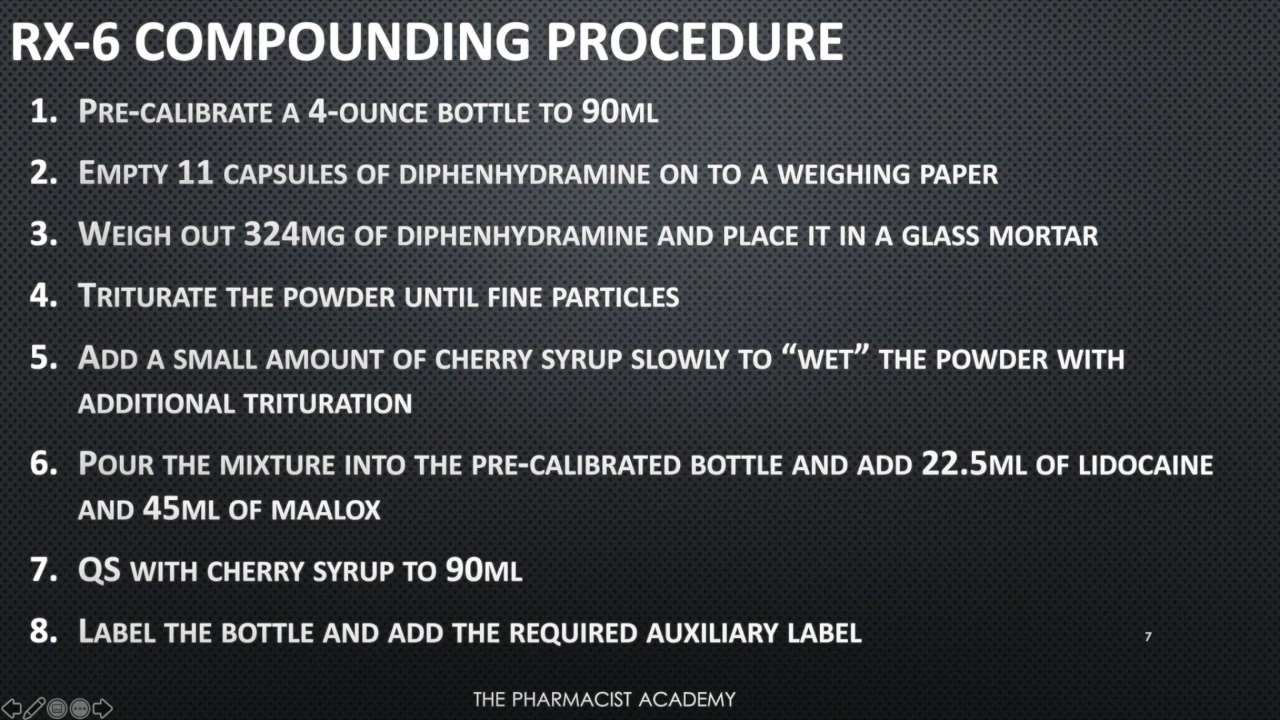 RX-6 COMPOUNDING PROCEDURE
1. PRE-CALIBRATE A 4-OUNCE BOTTLE TO 90ML
2. EMPTY 11 CAPSULES OF DIPHENHYDRAMINE ON TO A WEIGHING PAPER
3. WEIGH OUT 324MG OF DIPHENHYDRAMINE AND PLACE IT IN A GLASS MORTAR
4. TRITURATE THE POWDER UNTIL FINE PARTICLES
5. ADD A SMALL AMOUNT OF CHERRY SYRUP SLOWLY TO “WET” THE POWDER WITH
ADDITIONAL TRITURATION
6. POUR THE MIXTURE INTO THE PRE-CALIBRATED BOTTLE AND ADD 22.5ML OF LIDOCAINE
AND 45ML OF MAALOX
7. QS WITH CHERRY SYRUP TO 90ML
8. LABEL THE BOTTLE AND ADD THE REQUIRED AUXILIARY LABEL
7
THE PHARMACIST ACADEMY